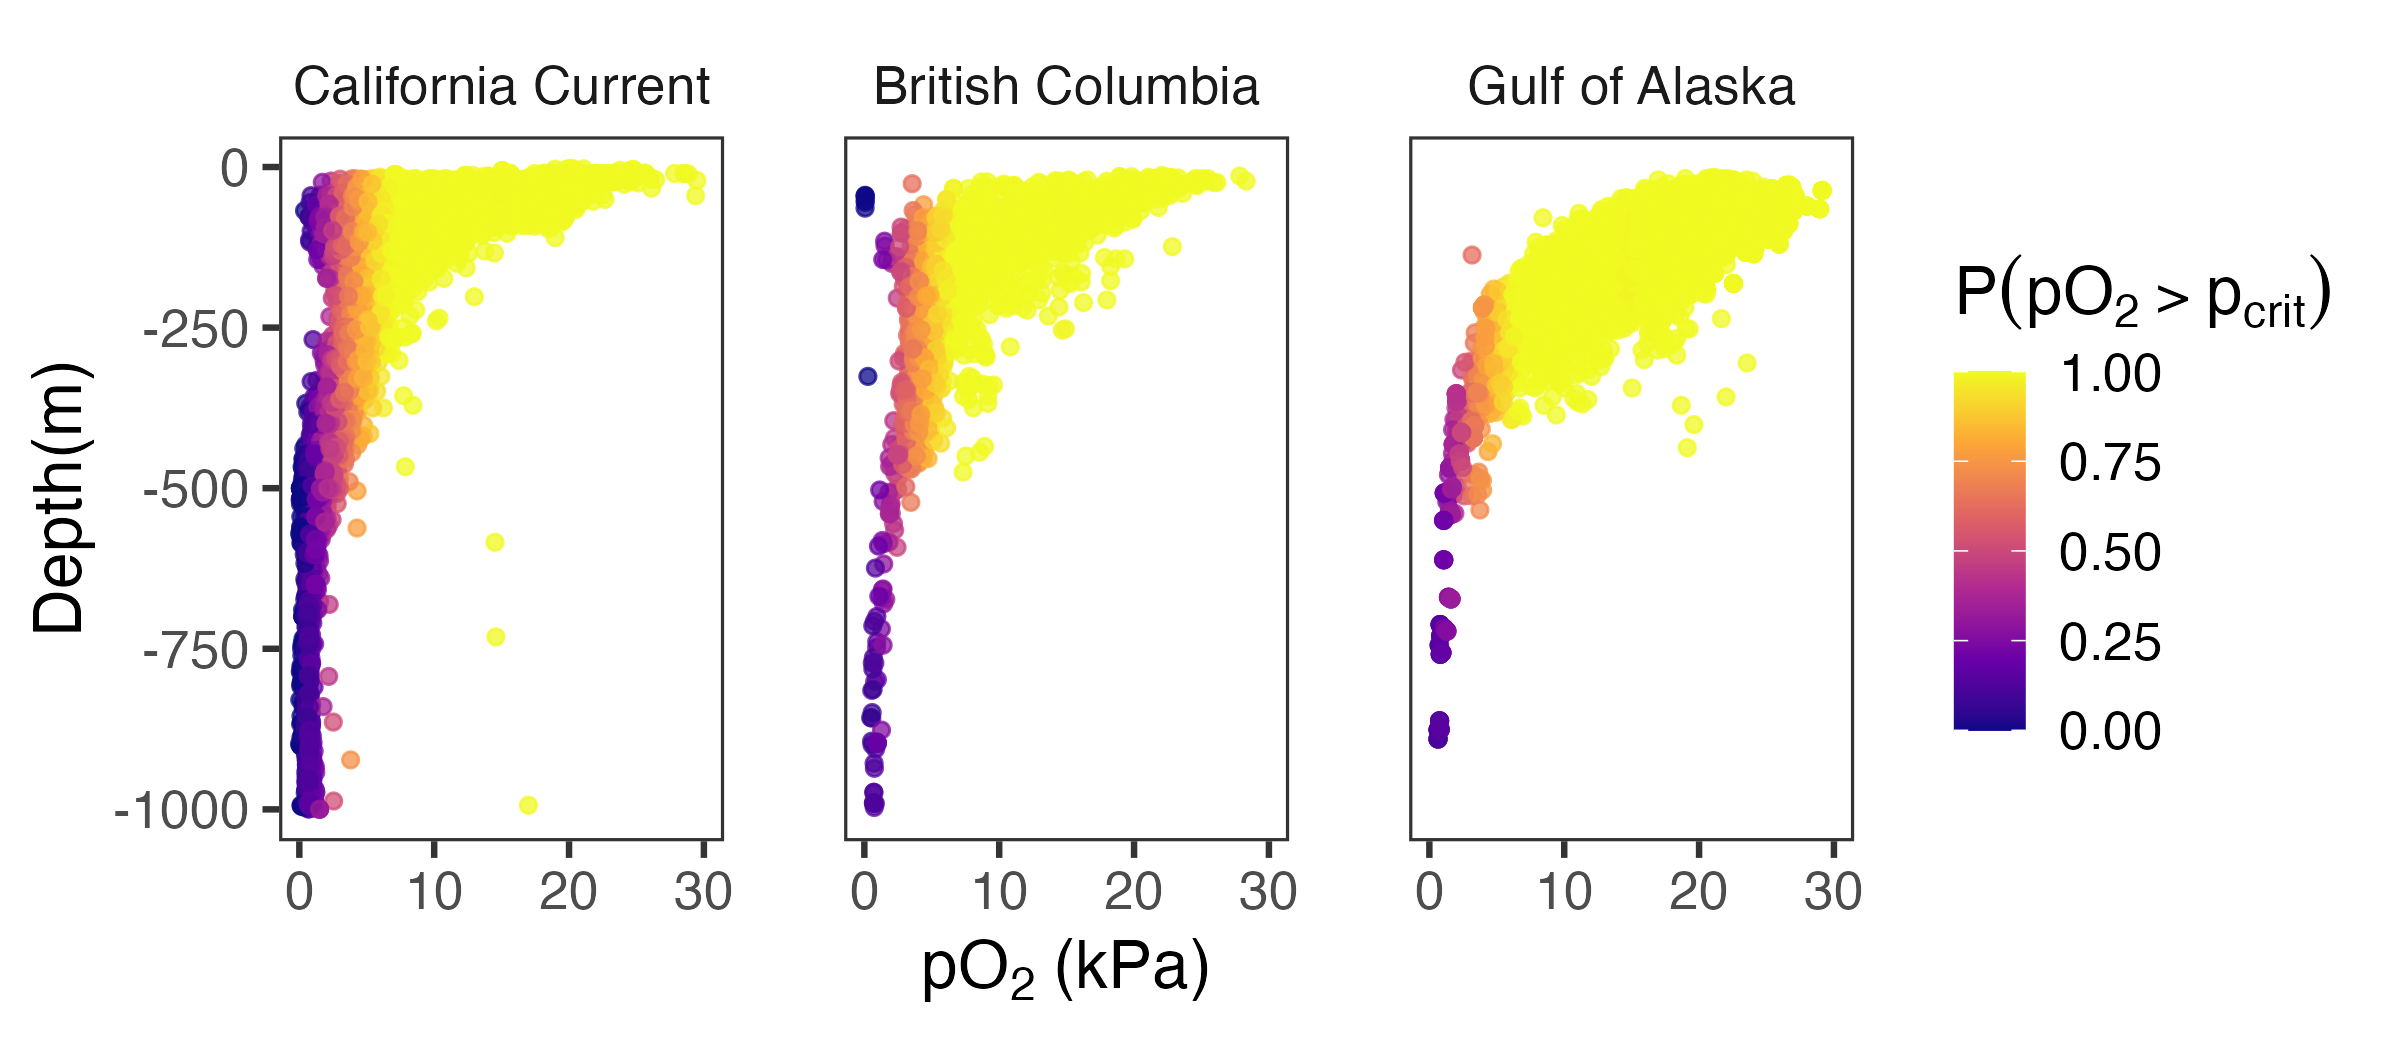 California Current British Columbia Gulf of Alaska
0
-250
-500
-750
-1000
Depth(m)
0 10 20 30 0 10 20 30 0 10 20 30
pO₂ (kPa)
P(pO₂ > p_crit)
1.00
0.75
0.50
0.25
0.00